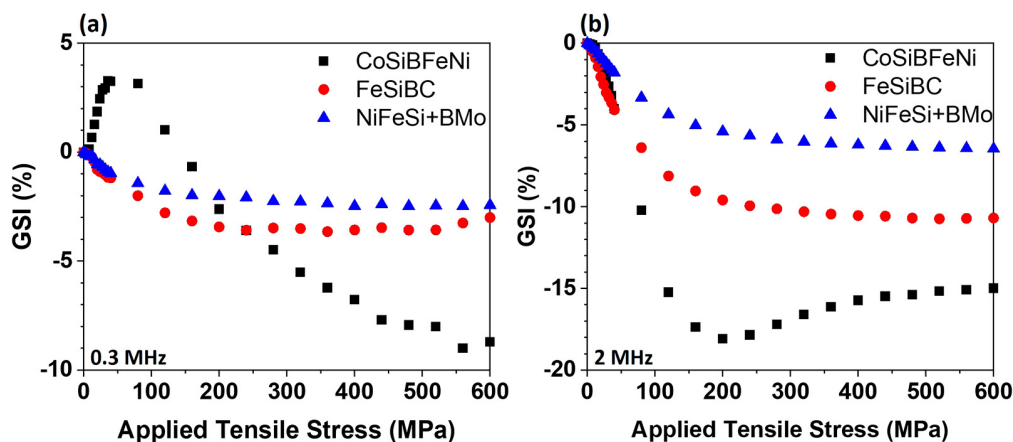 (a)
5
0
-5
-10
GSI (%)
CoSiBFeNi
FeSiBC
NiFeSi+BMo
0.3 MHz
0 100 200 300 400 500 600
Applied Tensile Stress (MPa)
(b)
0
-5
-10
-15
-20
GSI (%)
CoSiBFeNi
FeSiBC
NiFeSi+BMo
2 MHz
0 100 200 300 400 500 600
Applied Tensile Stress (MPa)